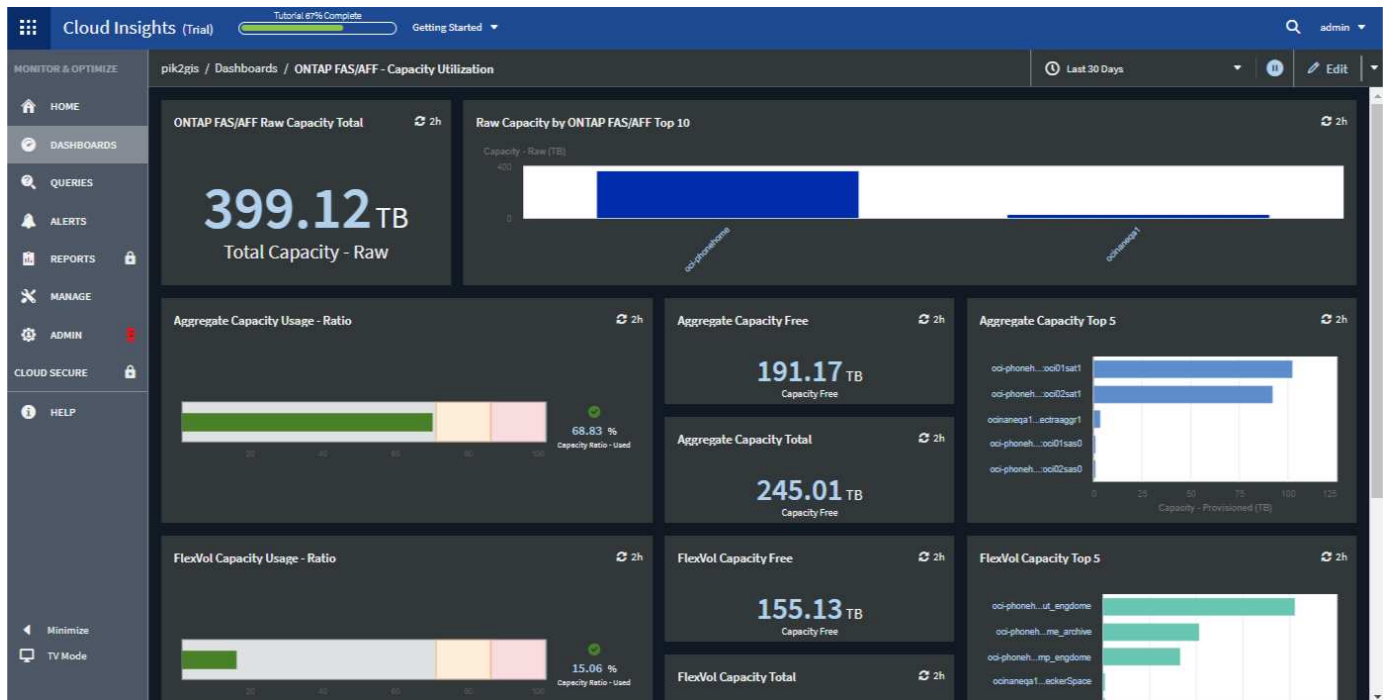 Cloud Insights (Trial)
Tutorial 67% Complete
Getting Started
admin
MONITOR & OPTIMIZE
HOME
DASHBOARDS
QUERIES
ALERTS
REPORTS
MANAGE
ADMIN
CLOUD SECURE
HELP
Minimize
TV Mode
pik2gis / Dashboards / ONTAP FAS/AFF - Capacity Utilization
Last 30 Days
Edit
ONTAP FAS/AFF Raw Capacity Total
2h
399.12 TB
Total Capacity - Raw
Raw Capacity by ONTAP FAS/AFF Top 10
2h
Capacity - Raw (TB)
400
0
oci-phonehome
ocinaneqa1
Aggregate Capacity Usage - Ratio
2h
68.83 %
Capacity Ratio - Used
20 40 60 80 100
Aggregate Capacity Free
2h
191.17 TB
Capacity Free
Aggregate Capacity Total
2h
245.01 TB
Capacity Free
Aggregate Capacity Top 5
2h
oci-phoneh...:oci01sat1
oci-phoneh...:oci02sat1
ocinaneqa1...ectraaggr1
oci-phoneh...:oci01sas0
oci-phoneh...:oci02sas0
0 25 50 75 100 125
Capacity - Provisioned (TB)
FlexVol Capacity Usage - Ratio
2h
15.06 %
Capacity Ratio - Used
20 40 60 80 100
FlexVol Capacity Free
2h
155.13 TB
Capacity Free
FlexVol Capacity Total
2h
FlexVol Capacity Top 5
2h
oci-phoneh...ut_engdome
oci-phoneh...me_archive
oci-phoneh...mp_engdome
ocinaneqa1...eckerSpace